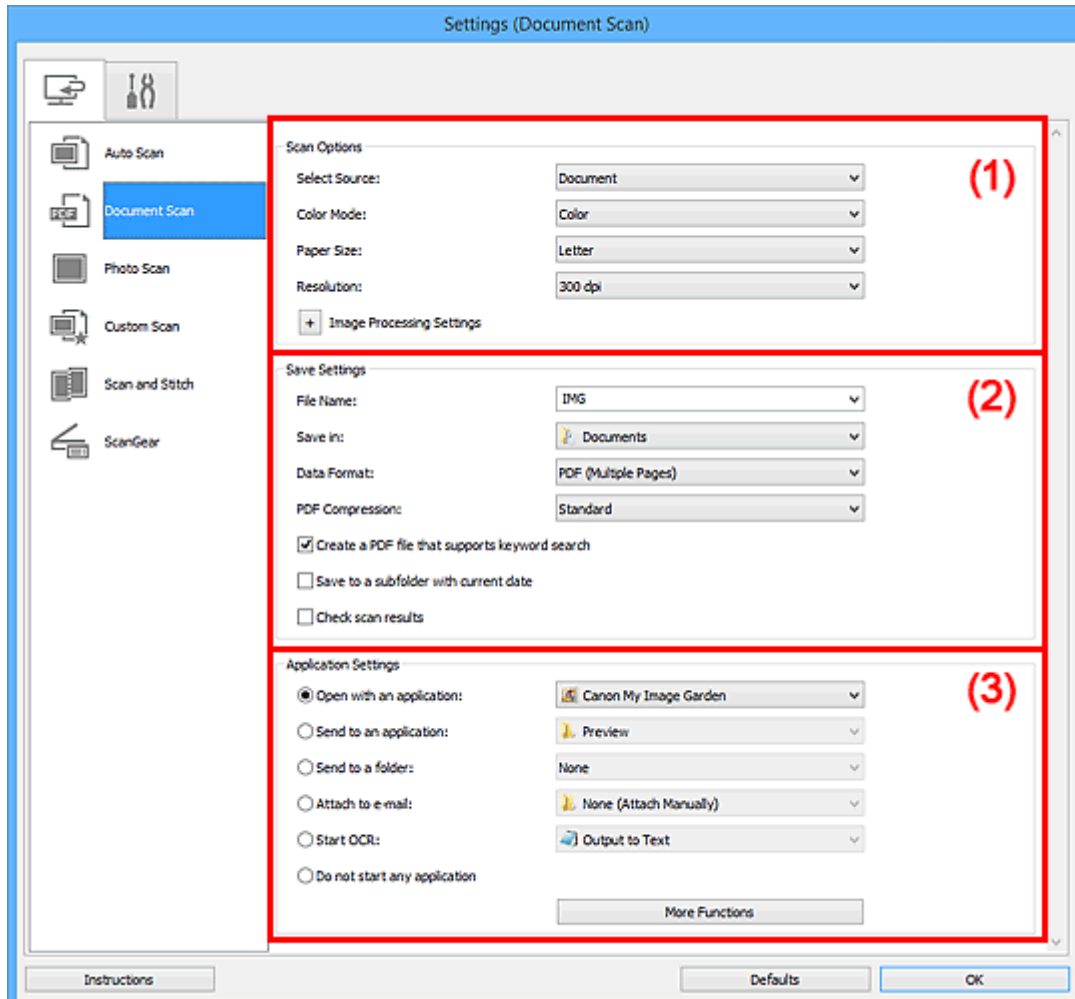 Settings (Document Scan)
Auto Scan
PDF
Document Scan
Photo Scan
Custom Scan
Scan and Stitch
ScanGear
(1)
Scan Options
Select Source: Document
Color Mode: Color
Paper Size: Letter
Resolution: 300 dpi
+ Image Processing Settings
(2)
Save Settings
File Name: IMG
Save in: Documents
Data Format: PDF (Multiple Pages)
PDF Compression: Standard
Create a PDF file that supports keyword search
Save to a subfolder with current date
Check scan results
(3)
Application Settings
Open with an application: Canon My Image Garden
Send to an application: Preview
Send to a folder: None
Attach to e-mail: None (Attach Manually)
Start OCR: Output to Text
Do not start any application
More Functions
Instructions Defaults OK